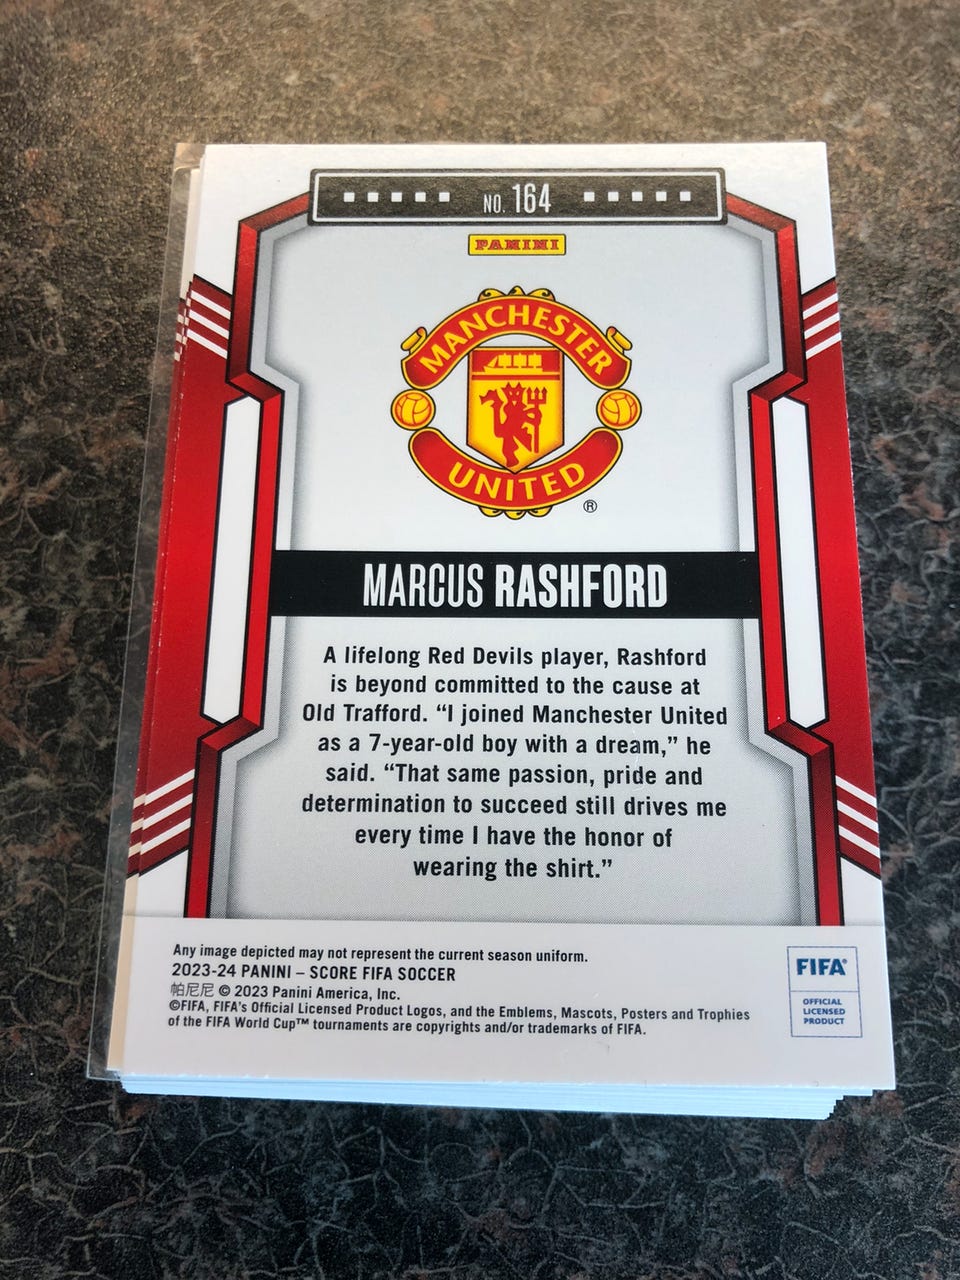 NO. 164
PANINI
MANCHESTER
UNITED
®
MARCUS RASHFORD
A lifelong Red Devils player, Rashford
is beyond committed to the cause at
Old Trafford. “I joined Manchester United
as a 7-year-old boy with a dream,” he
said. “That same passion, pride and
determination to succeed still drives me
every time I have the honor of
wearing the shirt.”
Any image depicted may not represent the current season uniform.
2023-24 PANINI – SCORE FIFA SOCCER
帕尼尼 © 2023 Panini America, Inc.
©FIFA, FIFA's Official Licensed Product Logos, and the Emblems, Mascots, Posters and Trophies
of the FIFA World Cup™ tournaments are copyrights and/or trademarks of FIFA.
FIFA®
OFFICIAL
LICENSED
PRODUCT